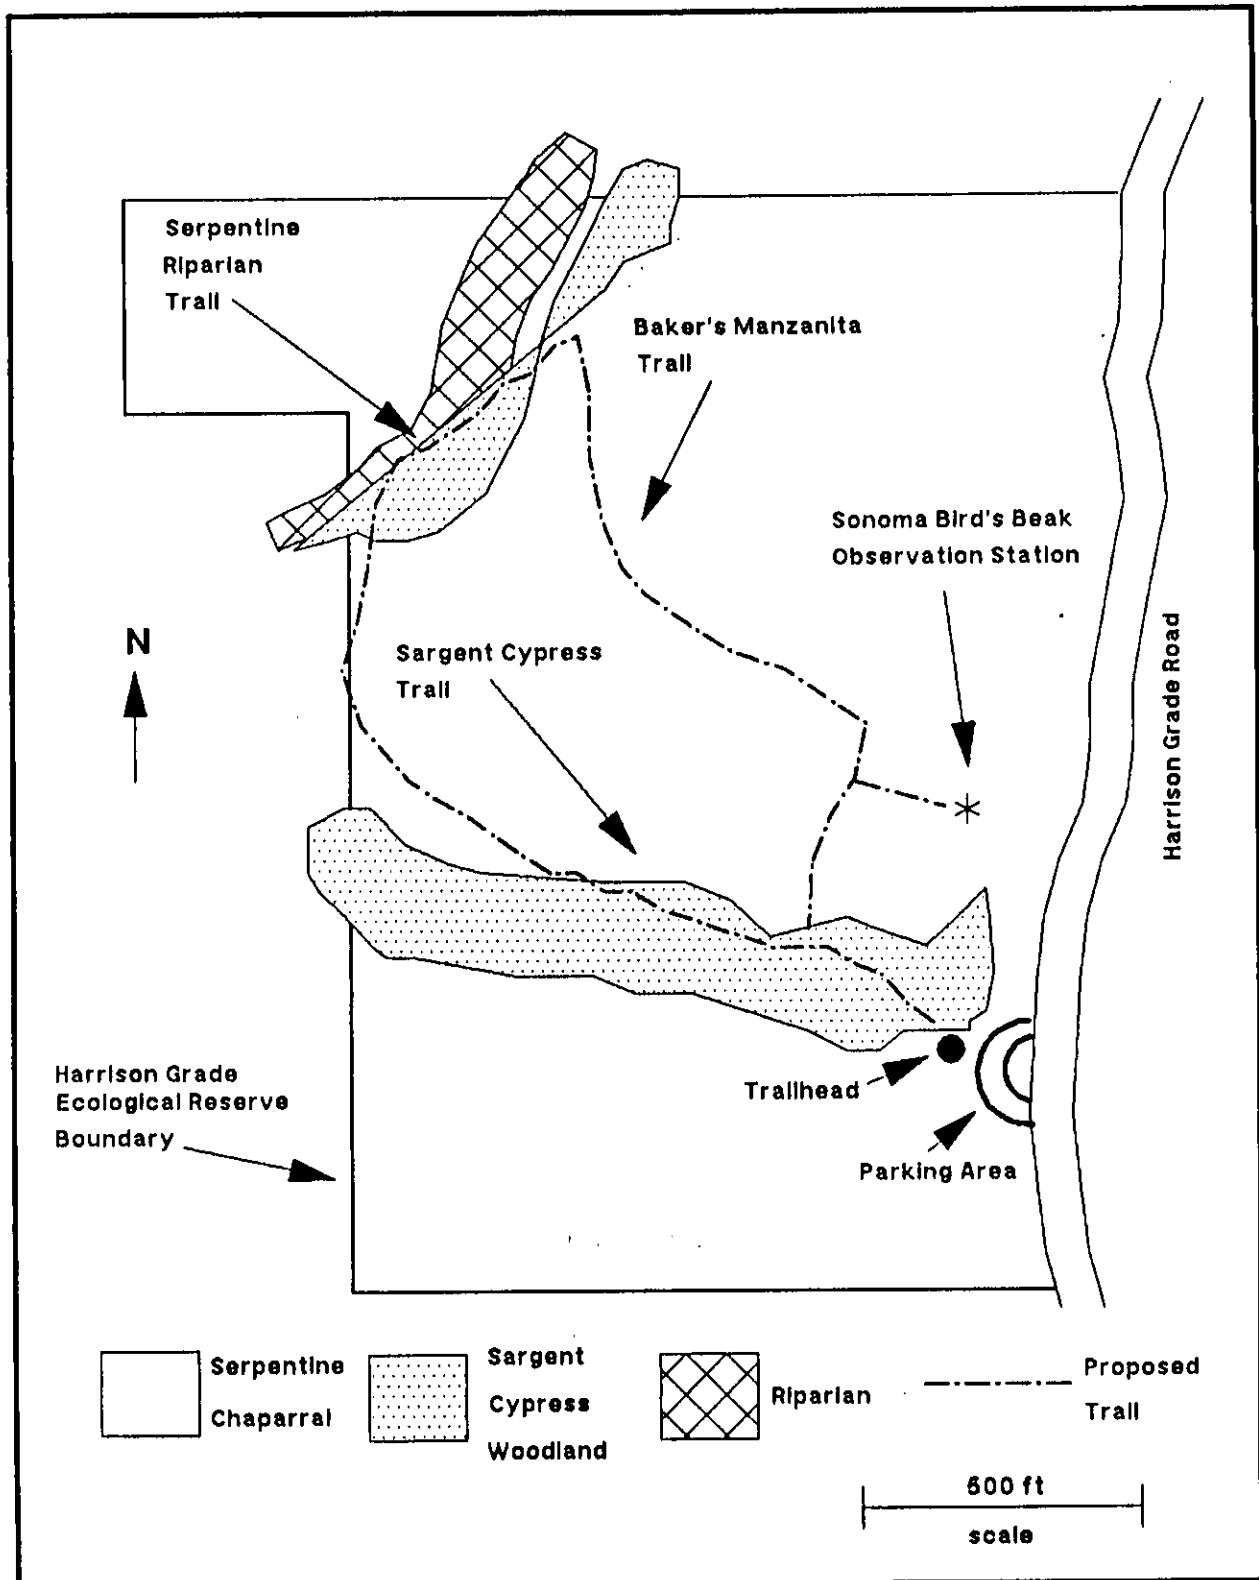 Serpentine
Riparian
Trail
Baker's Manzanita
Trail
Sonoma Bird's Beak
Observation Station
N
Sargent Cypress
Trail
Harrison Grade Road
Harrison Grade
Ecological Reserve
Boundary
Trailhead
Parking Area
Serpentine
Chaparral
Sargent
Cypress
Woodland
Riparian
Proposed
Trail
500 ft
scale